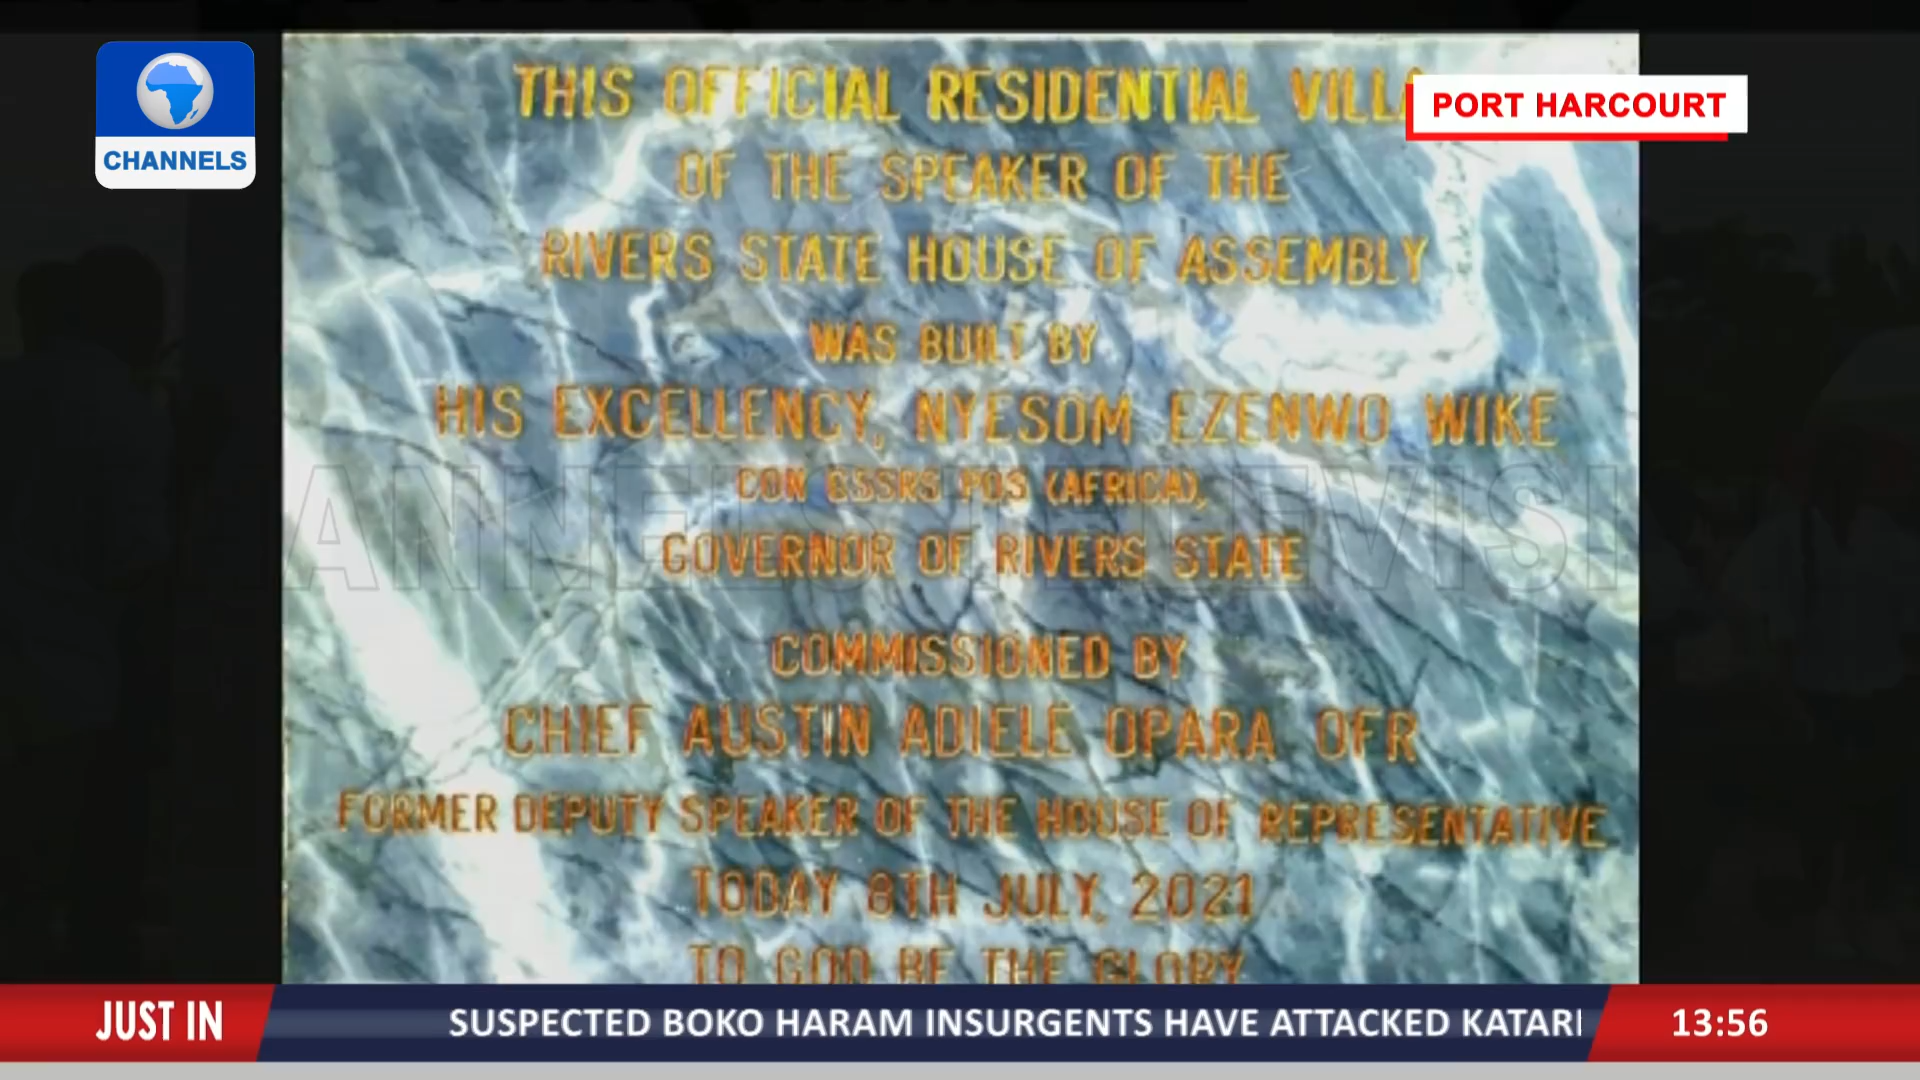 CHANNELS
PORT HARCOURT
THIS OFFICIAL RESIDENTIAL VILLA
OF THE SPEAKER OF THE
RIVERS STATE HOUSE OF ASSEMBLY
WAS BUILT BY
HIS EXCELLENCY, NYESOM EZENWO WIKE
CON GSSRS POS (AFRICA),
GOVERNOR OF RIVERS STATE
COMMISSIONED BY
CHIEF AUSTIN ADIELE OPARA OFR
FORMER DEPUTY SPEAKER OF THE HOUSE OF REPRESENTATIVE
TODAY 8TH JULY, 2021
TO GOD BE THE GLORY
JUST IN
SUSPECTED BOKO HARAM INSURGENTS HAVE ATTACKED KATARI
13:56